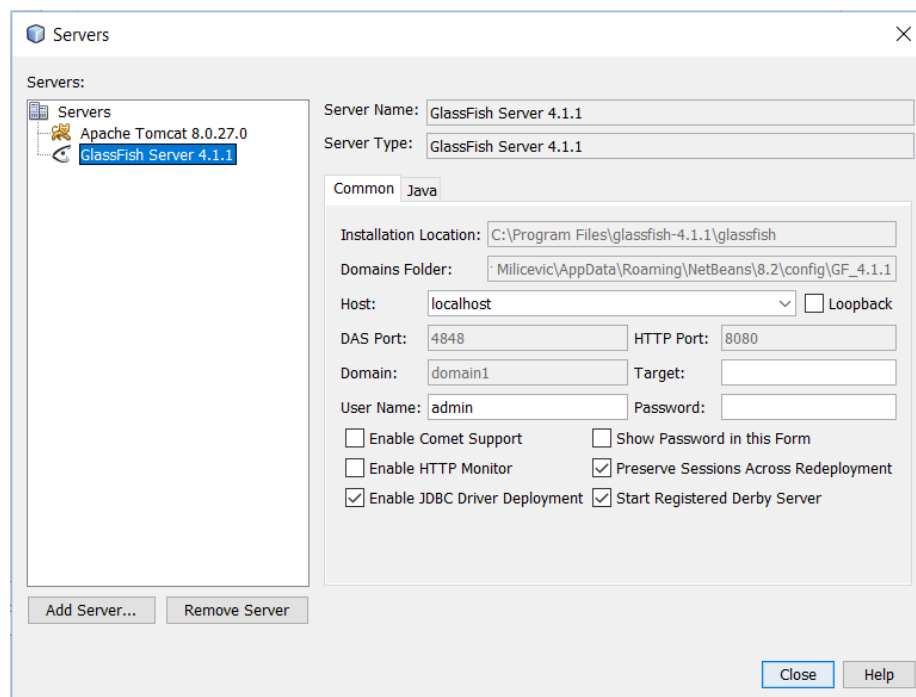 Servers
Servers:
Servers
Apache Tomcat 8.0.27.0
GlassFish Server 4.1.1
Add Server...
Remove Server
Server Name: GlassFish Server 4.1.1
Server Type: GlassFish Server 4.1.1
Common Java
Installation Location: C:\Program Files\glassfish-4.1.1\glassfish
Domains Folder: Milicevic\AppData\Roaming\NetBeans\8.2\config\GF_4.1.1
Host: localhost Loopback
DAS Port: 4848 HTTP Port: 8080
Domain: domain1 Target:
User Name: admin Password:
Enable Comet Support Show Password in this Form
Enable HTTP Monitor Preserve Sessions Across Redeployment
Enable JDBC Driver Deployment Start Registered Derby Server
Close Help